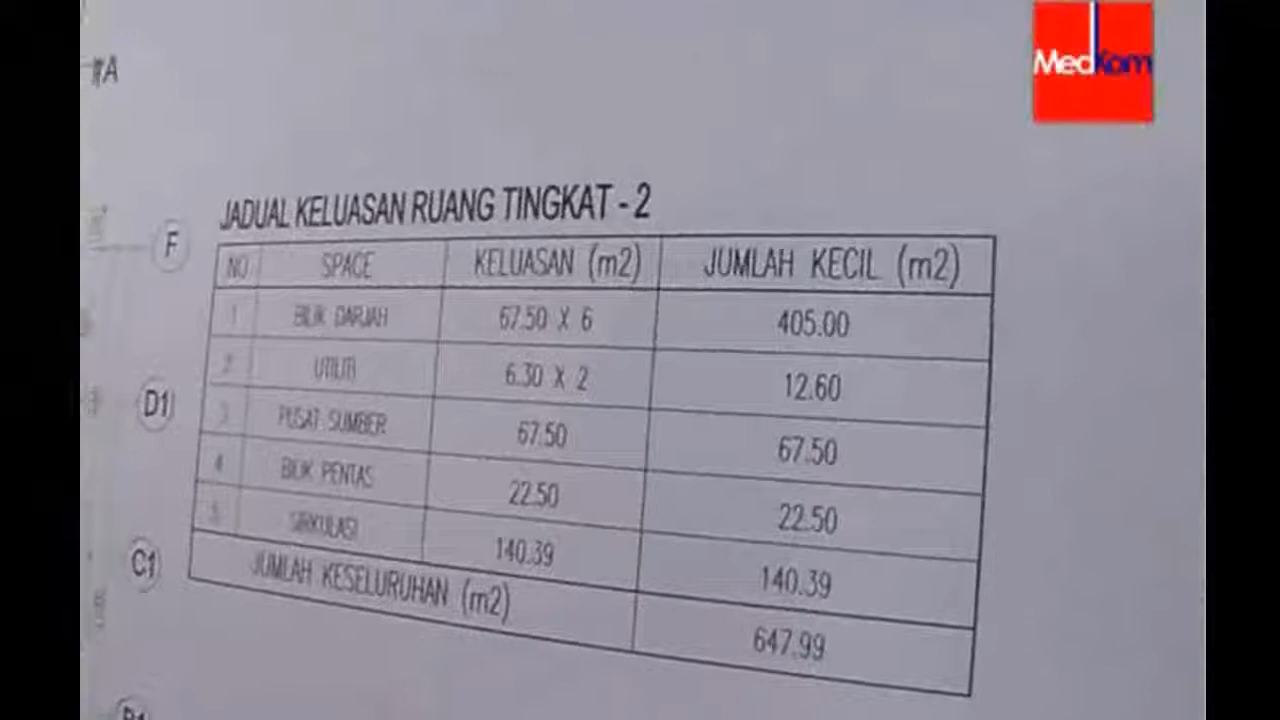 MedKom
A
F
JADUAL KELUASAN RUANG TINGKAT - 2
NO SPACE KELUASAN (m2) JUMLAH KECIL (m2)
1 BILIK DARJAH 67.50 X 6 405.00
2 UTILITI 6.30 X 2 12.60
D1
3 PUSAT SUMBER 67.50 67.50
4 BILIK PENTAS 22.50 22.50
5 SIRKULASI 140.39 140.39
C1
JUMLAH KESELURUHAN (m2) 647.99